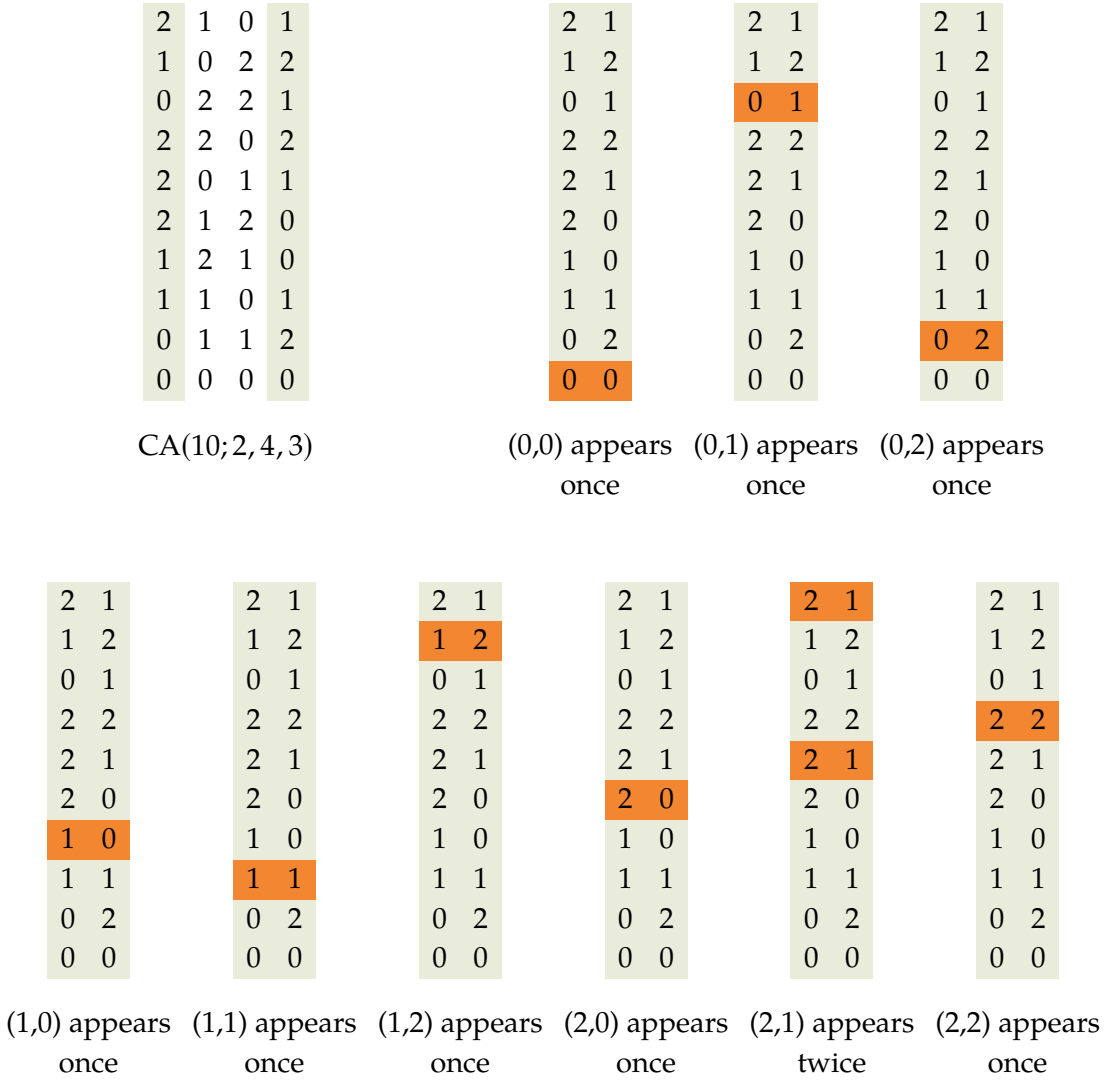 2 1 0 1 2 1 2 1 2 1
1 0 2 2 1 2 1 2 1 2
0 2 2 1 0 1 0 1 0 1
2 2 0 2 2 2 2 2 2 2
2 0 1 1 2 1 2 1 2 1
2 1 2 0 2 0 2 0 2 0
1 2 1 0 1 0 1 0 1 0
1 1 0 1 1 1 1 1 1 1
0 1 1 2 0 2 0 2 0 2
0 0 0 0 0 0 0 0 0 0
CA(10; 2, 4, 3) (0,0) appears (0,1) appears (0,2) appears
once once once
2 1 2 1 2 1 2 1 2 1 2 1
1 2 1 2 1 2 1 2 1 2 1 2
0 1 0 1 0 1 0 1 0 1 0 1
2 2 2 2 2 2 2 2 2 2 2 2
2 1 2 1 2 1 2 1 2 1 2 1
2 0 2 0 2 0 2 0 2 0 2 0
1 0 1 0 1 0 1 0 1 0 1 0
1 1 1 1 1 1 1 1 1 1 1 1
0 2 0 2 0 2 0 2 0 2 0 2
0 0 0 0 0 0 0 0 0 0 0 0
(1,0) appears (1,1) appears (1,2) appears (2,0) appears (2,1) appears (2,2) appears
once once once once twice once